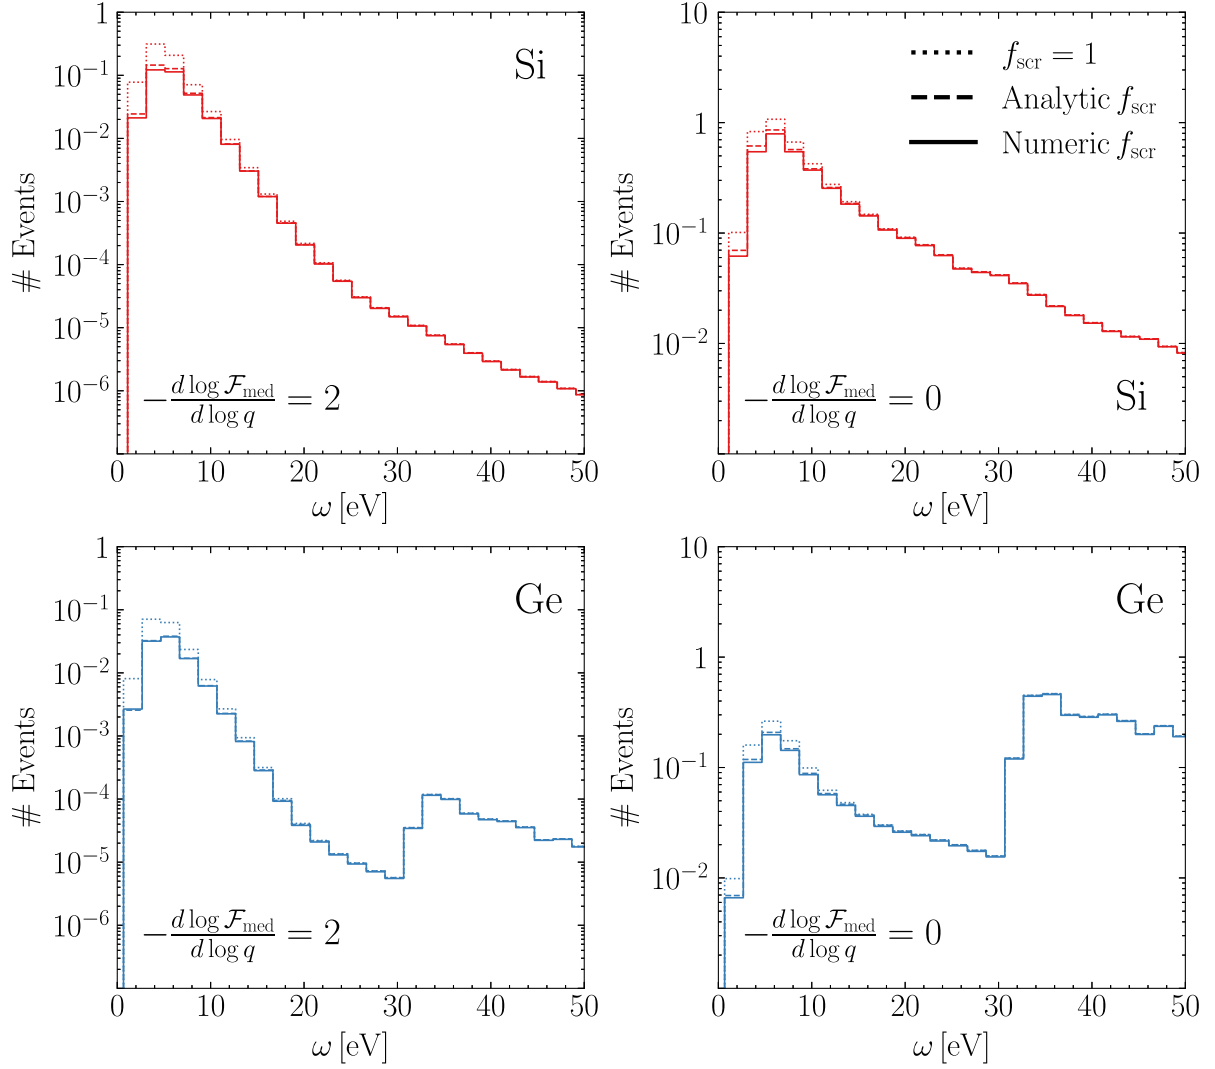 1
10⁻¹
10⁻²
10⁻³
10⁻⁴
10⁻⁵
10⁻⁶
# Events
Si
−d log ℱ_med / d log q = 2
0 10 20 30 40 50
ω [eV]
10
1
10⁻¹
10⁻²
# Events
f_scr = 1
Analytic f_scr
Numeric f_scr
−d log ℱ_med / d log q = 0
Si
0 10 20 30 40 50
ω [eV]
1
10⁻¹
10⁻²
10⁻³
10⁻⁴
10⁻⁵
10⁻⁶
# Events
Ge
−d log ℱ_med / d log q = 2
0 10 20 30 40 50
ω [eV]
10
1
10⁻¹
10⁻²
# Events
Ge
−d log ℱ_med / d log q = 0
0 10 20 30 40 50
ω [eV]